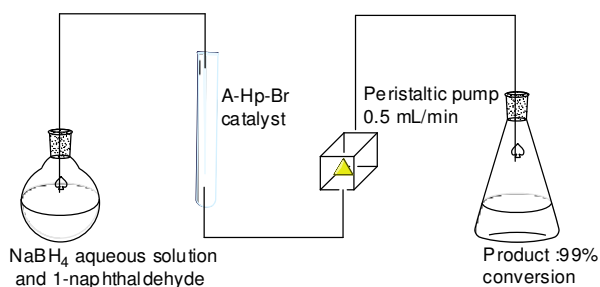 A-Hp-Br
catalyst
Peristaltic pump
0.5 mL/min
NaBH4 aqueous solution
and 1-naphthaldehyde
Product :99%
conversion